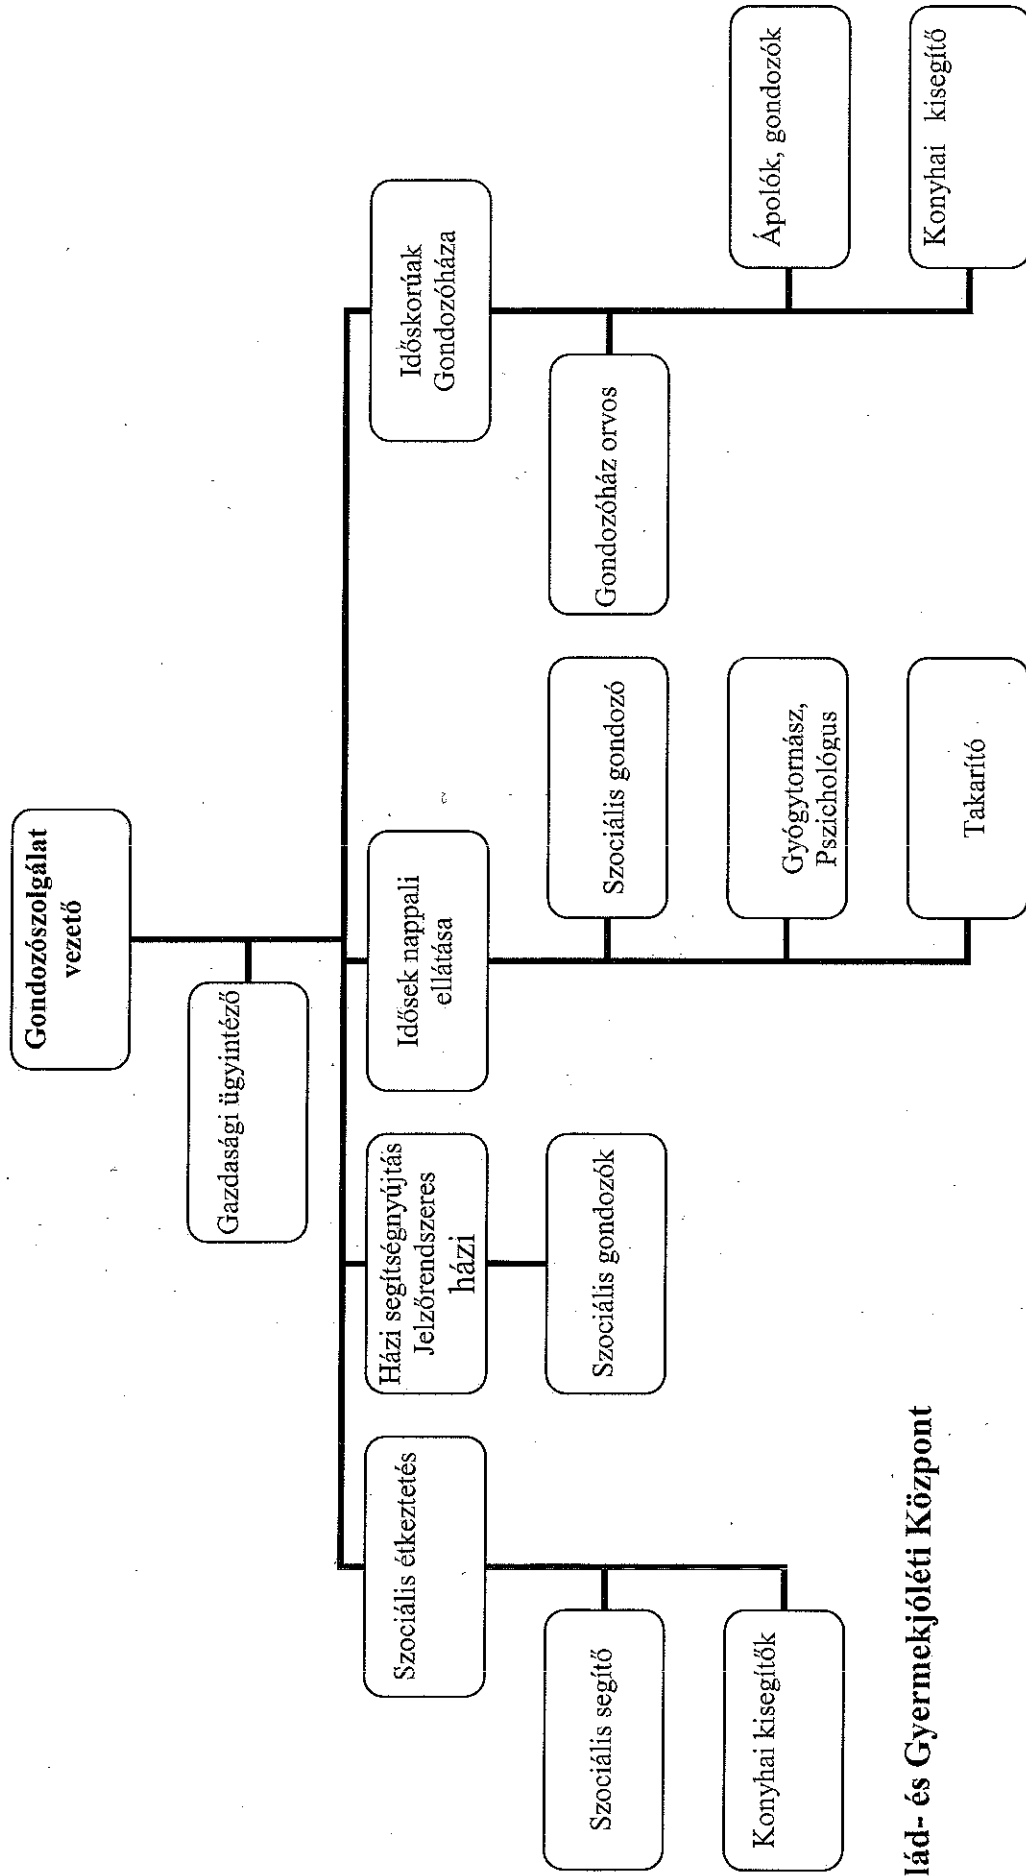 Gondozószolgálat
vezető
Gazdasági ügyintéző
Szociális étkeztetés
Házi segítségnyújtás
Jelzőrendszeres
házi
Idősek nappali
ellátása
Időskorúak
Gondozóháza
Szociális segítő
Szociális gondozók
Szociális gondozó
Gondozóház orvos
Konyhai kisegítők
Gyógytornász,
Pszichológus
Ápolók, gondozók
Takarító
Konyhai kisegítő
lád- és Gyermekjóléti Központ